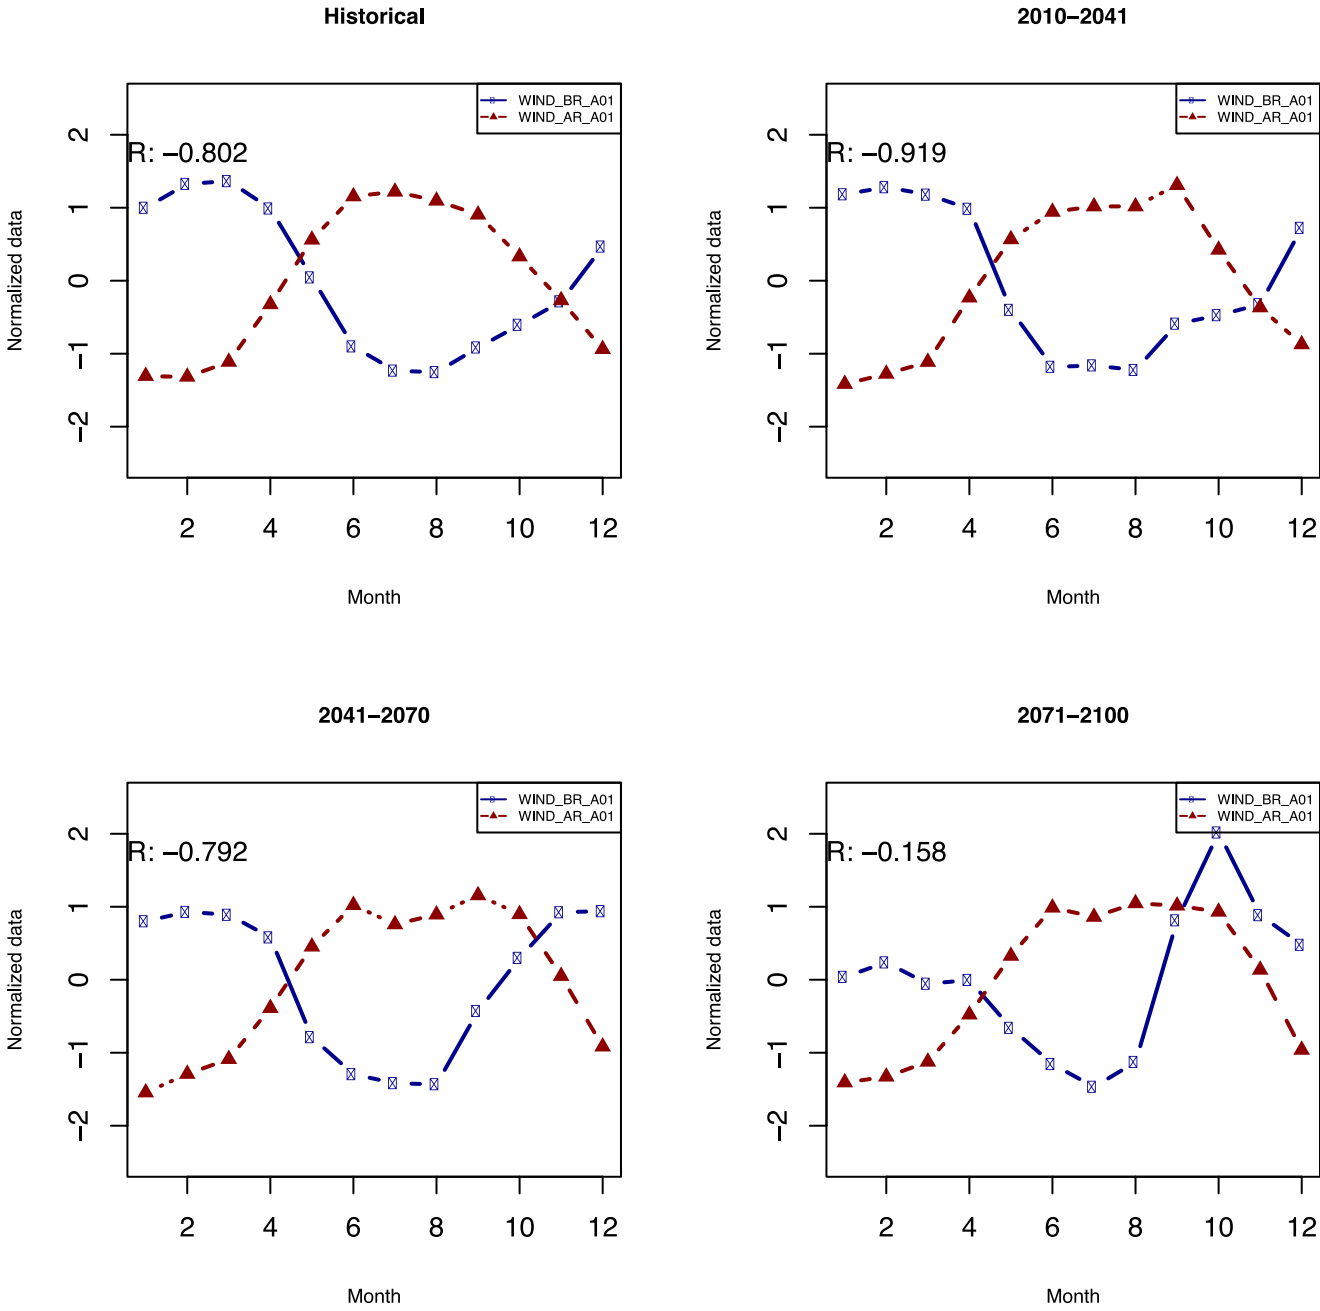 Historical
WIND_BR_A01
WIND_AR_A01
R: −0.802
Normalized data
2
1
0
−1
−2
2 4 6 8 10 12
Month
2010−2041
WIND_BR_A01
WIND_AR_A01
R: −0.919
Normalized data
2
1
0
−1
−2
2 4 6 8 10 12
Month
2041−2070
WIND_BR_A01
WIND_AR_A01
R: −0.792
Normalized data
2
1
0
−1
−2
2 4 6 8 10 12
Month
2071−2100
WIND_BR_A01
WIND_AR_A01
R: −0.158
Normalized data
2
1
0
−1
−2
2 4 6 8 10 12
Month